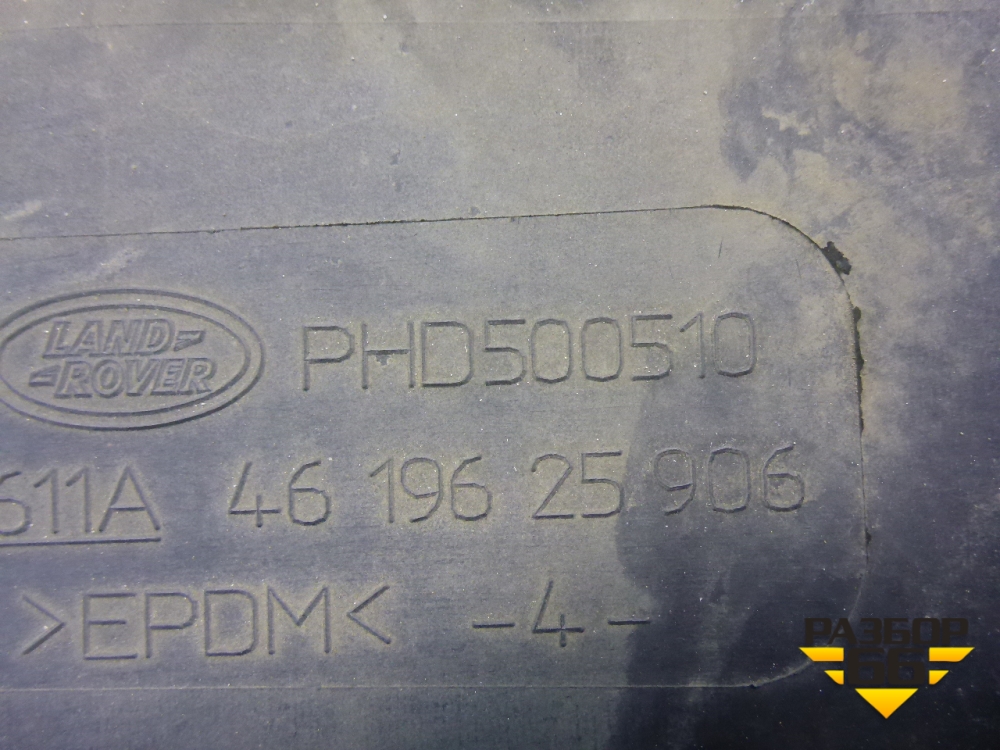 LAND
ROVER
PHD500510
611A 46 196 25 906
>EPDM< -4-
РАЗБОР
66